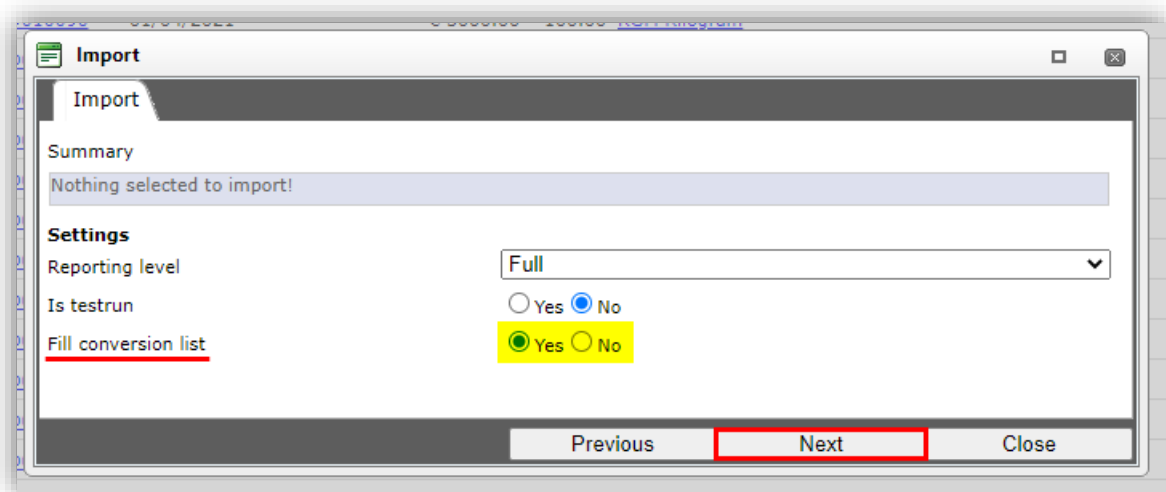 Import
Import
Summary
Nothing selected to import!
Settings
Reporting level Full
Is testrun Yes No
Fill conversion list Yes No
Previous Next Close